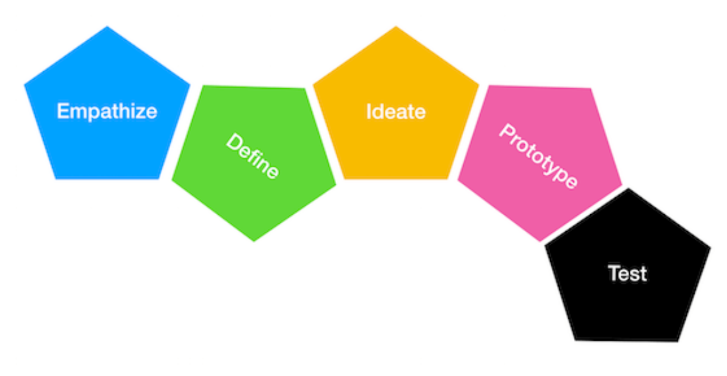 Empathize
Define
Ideate
Prototype
Test